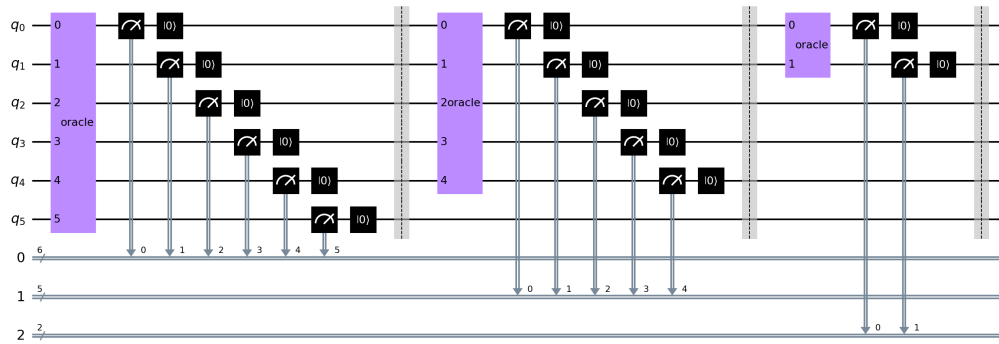 q0 0 |0⟩ 0 |0⟩ 0 |0⟩
oracle
q1 1 |0⟩ 1 |0⟩ 1 |0⟩
q2 2 |0⟩ 2oracle |0⟩
oracle
q3 3 |0⟩ 3 |0⟩
q4 4 |0⟩ 4 |0⟩
q5 5 |0⟩
6 0 1 2 3 4 5
0
5 0 1 2 3 4
1
2 0 1
2